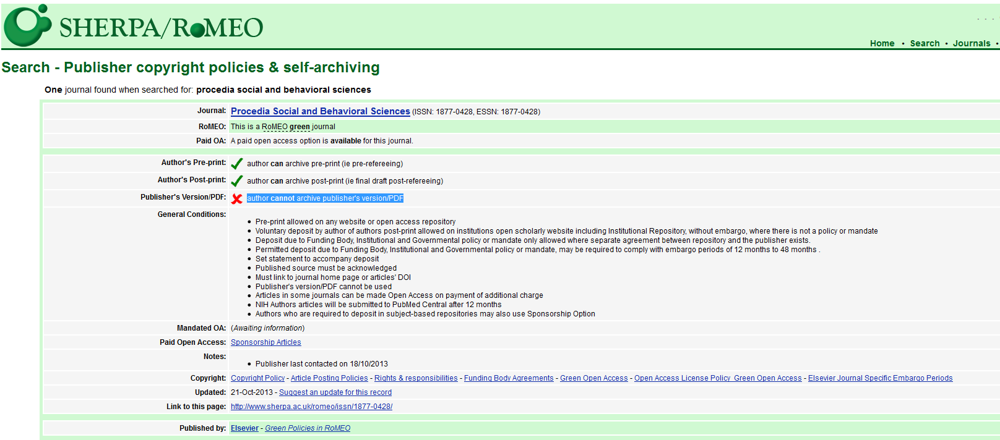 SHERPA/RoMEO
. . .
Home • Search • Journals •
Search - Publisher copyright policies & self-archiving
One journal found when searched for: procedia social and behavioral sciences
Journal: Procedia Social and Behavioral Sciences (ISSN: 1877-0428, ESSN: 1877-0428)
RoMEO: This is a RoMEO green journal
Paid OA: A paid open access option is available for this journal.
Author's Pre-print: author can archive pre-print (ie pre-refereeing)
Author's Post-print: author can archive post-print (ie final draft post-refereeing)
Publisher's Version/PDF: author cannot archive publisher's version/PDF
General Conditions:
• Pre-print allowed on any website or open access repository
• Voluntary deposit by author of authors post-print allowed on institutions open scholarly website including Institutional Repository, without embargo, where there is not a policy or mandate
• Deposit due to Funding Body, Institutional and Governmental policy or mandate only allowed where separate agreement between repository and the publisher exists.
• Permitted deposit due to Funding Body, Institutional and Governmental policy or mandate, may be required to comply with embargo periods of 12 months to 48 months .
• Set statement to accompany deposit
• Published source must be acknowledged
• Must link to journal home page or articles' DOI
• Publisher's version/PDF cannot be used
• Articles in some journals can be made Open Access on payment of additional charge
• NIH Authors articles will be submitted to PubMed Central after 12 months
• Authors who are required to deposit in subject-based repositories may also use Sponsorship Option
Mandated OA: (Awaiting information)
Paid Open Access: Sponsorship Articles
Notes:
• Publisher last contacted on 18/10/2013
Copyright: Copyright Policy - Article Posting Policies - Rights & responsibilities - Funding Body Agreements - Green Open Access - Open Access License Policy Green Open Access - Elsevier Journal Specific Embargo Periods
Updated: 21-Oct-2013 - Suggest an update for this record
Link to this page: http://www.sherpa.ac.uk/romeo/issn/1877-0428/
Published by: Elsevier - Green Policies in RoMEO